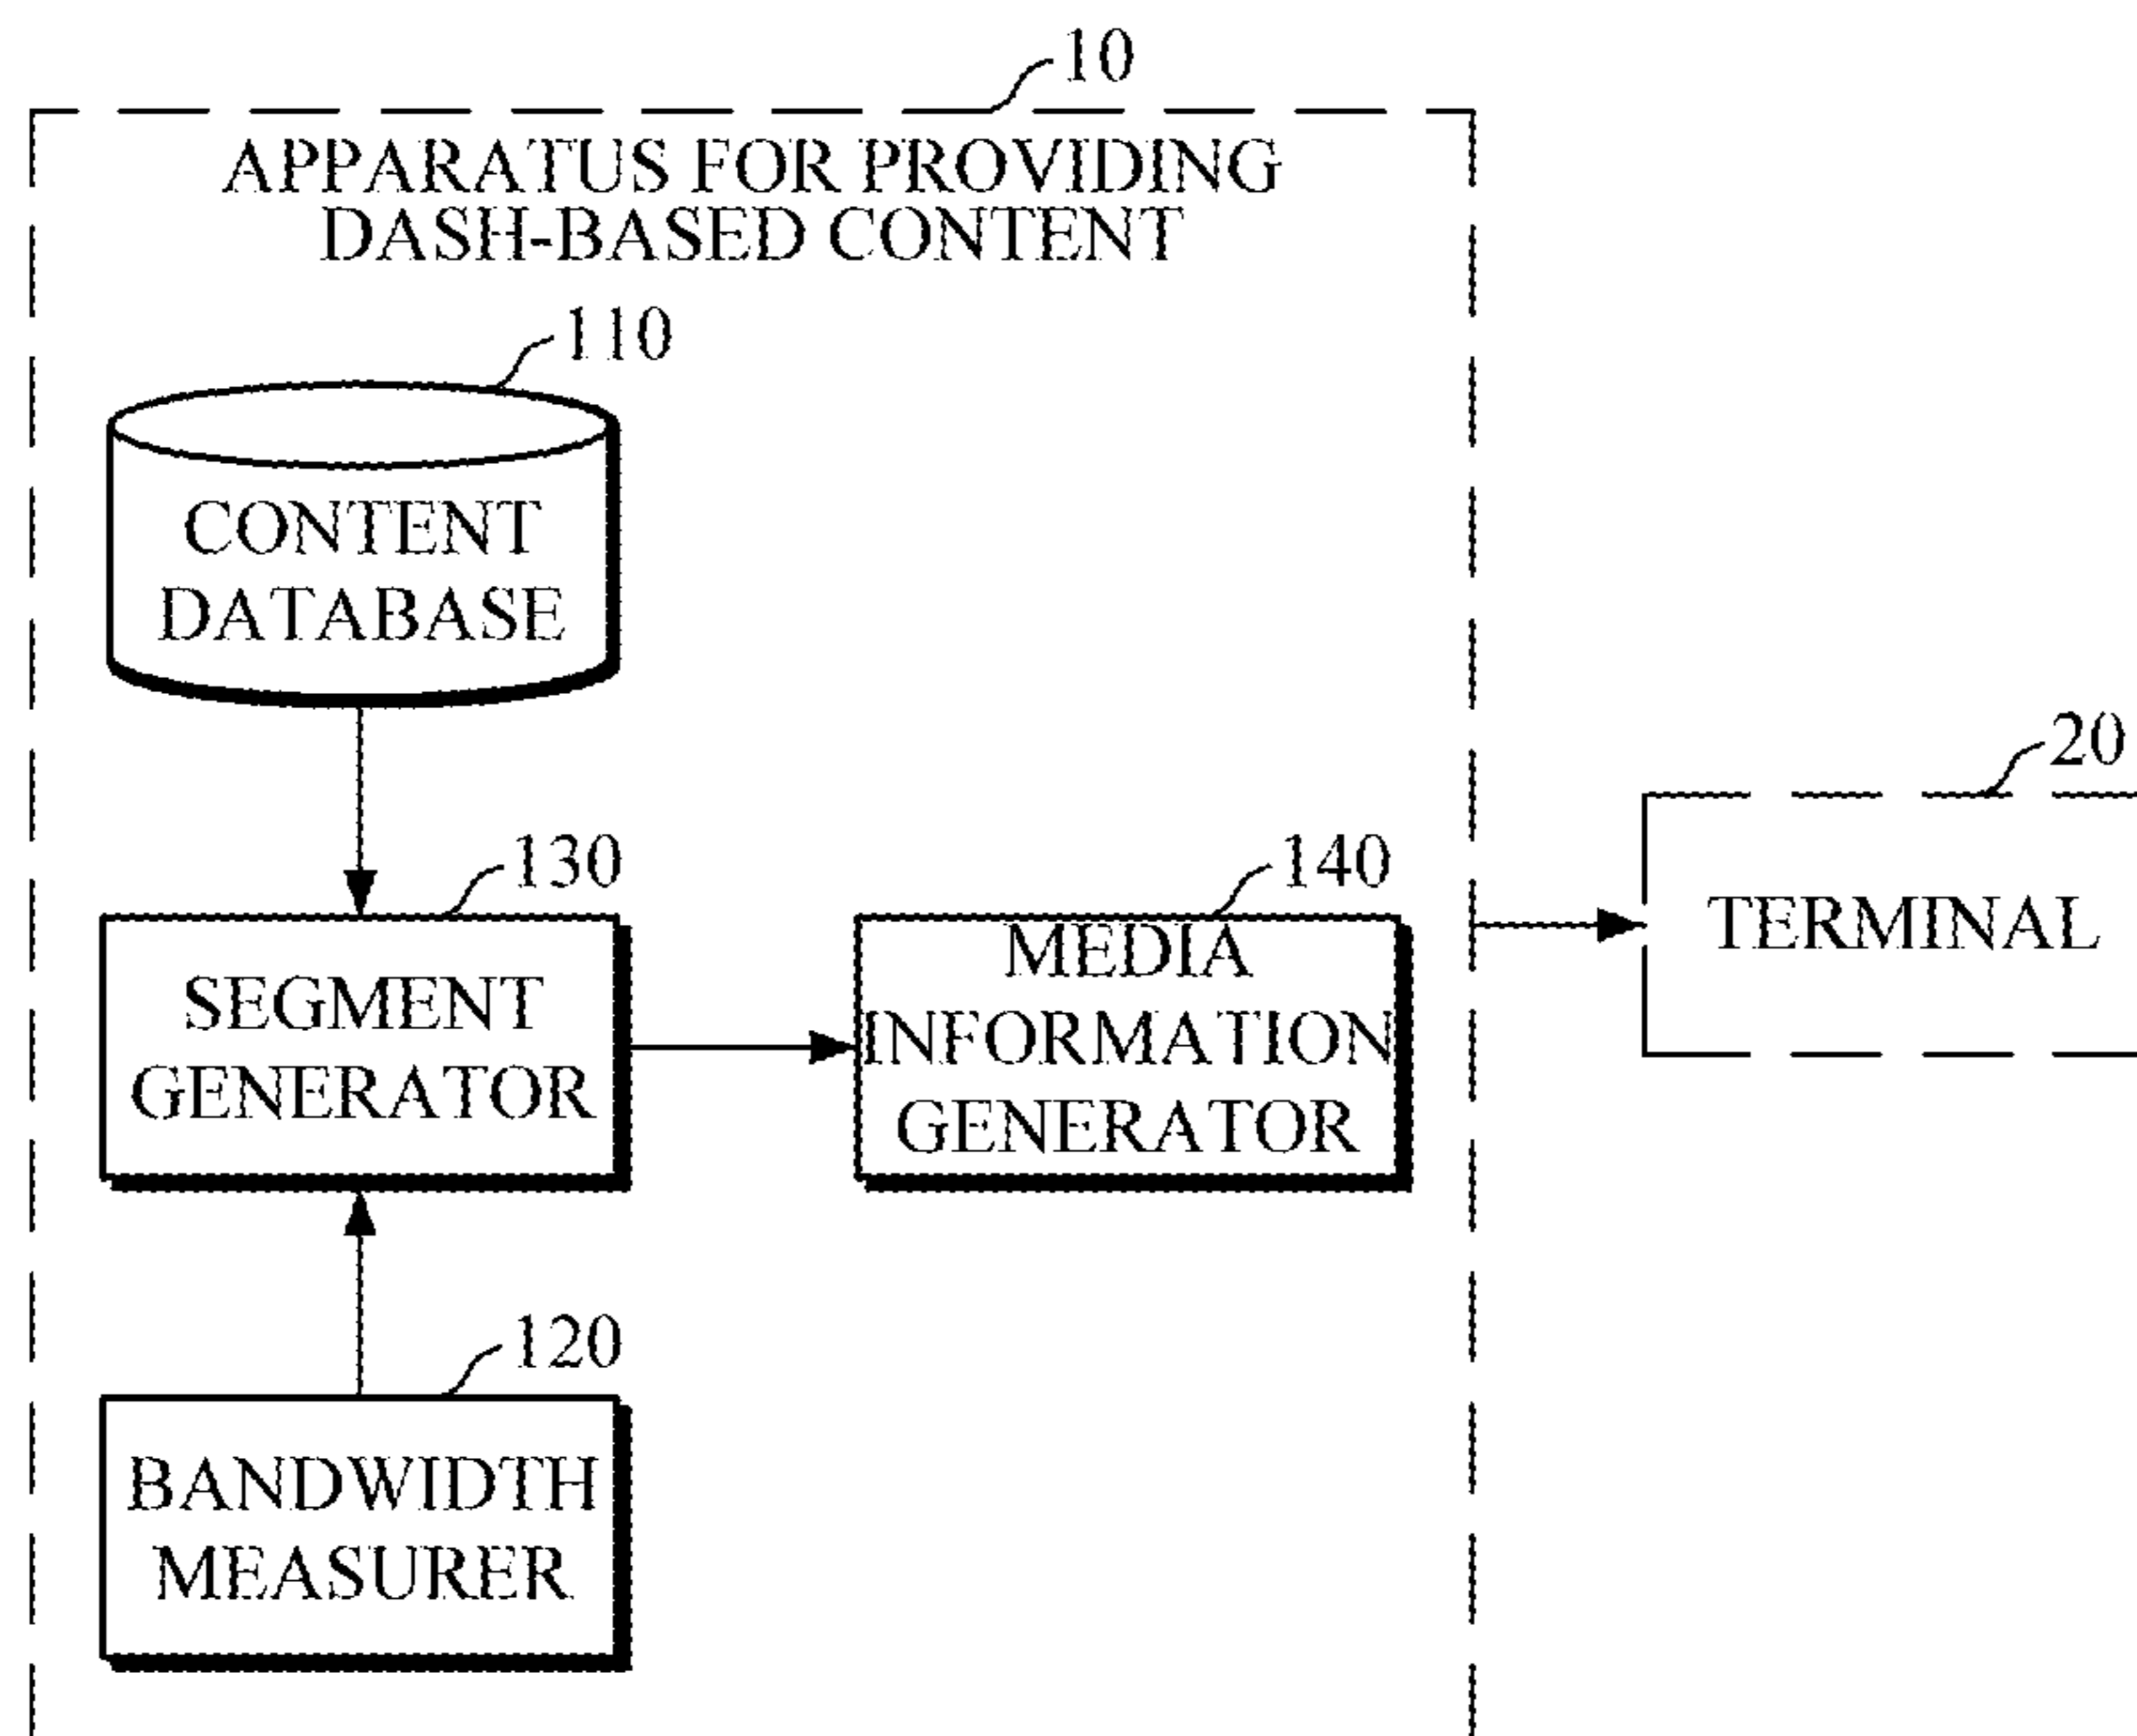 10
APPARATUS FOR PROVIDING
DASH-BASED CONTENT
110
CONTENT
DATABASE
20
TERMINAL
130
SEGMENT
GENERATOR
140
MEDIA
INFORMATION
GENERATOR
120
BANDWIDTH
MEASURER